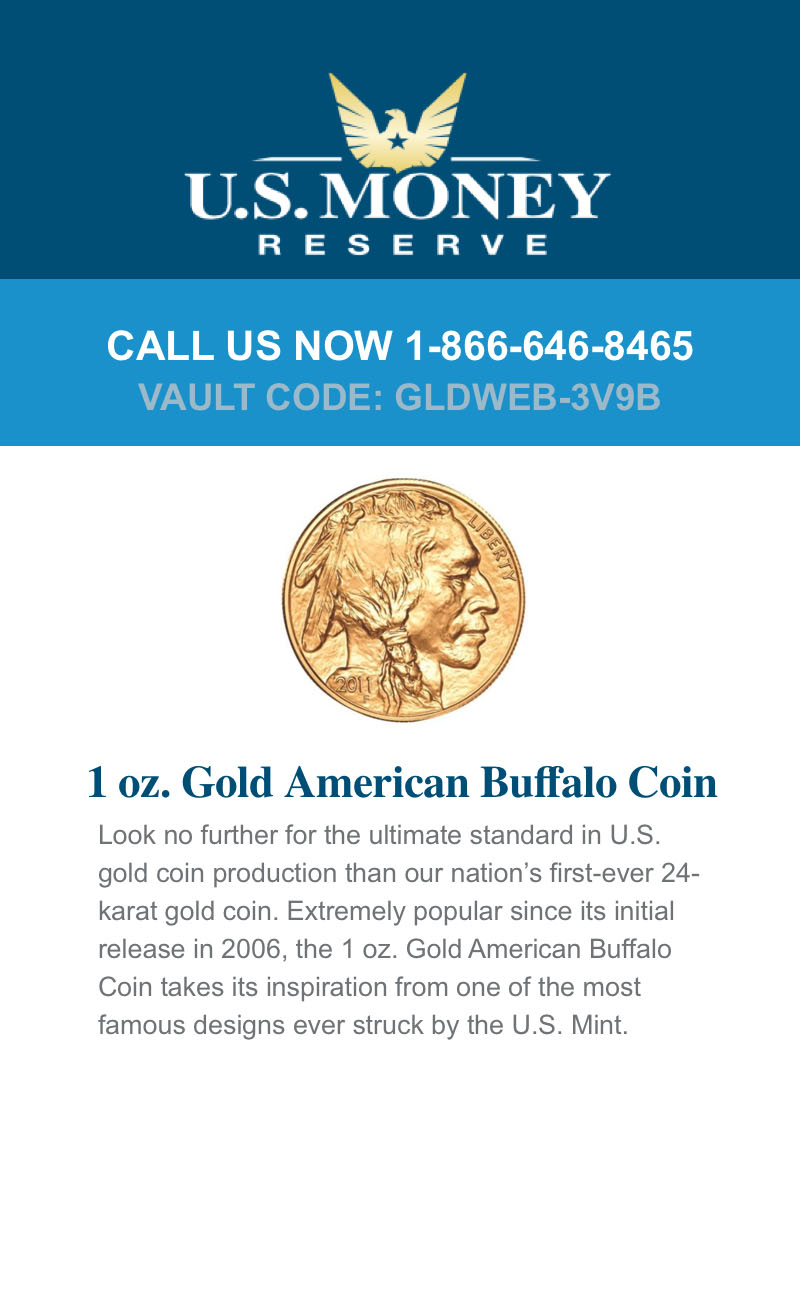 U.S. MONEY
RESERVE
CALL US NOW 1-866-646-8465
VAULT CODE: GLDWEB-3V9B
LIBERTY
2011
F
1 oz. Gold American Buffalo Coin
Look no further for the ultimate standard in U.S.
gold coin production than our nation’s first-ever 24-
karat gold coin. Extremely popular since its initial
release in 2006, the 1 oz. Gold American Buffalo
Coin takes its inspiration from one of the most
famous designs ever struck by the U.S. Mint.